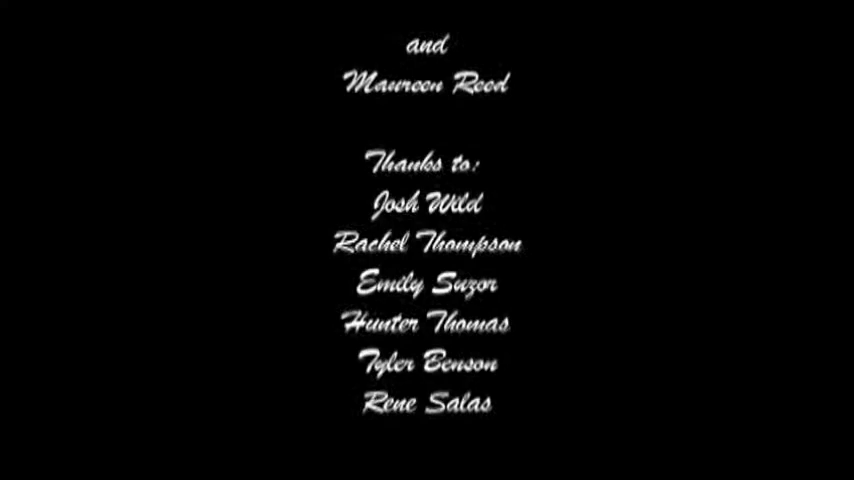 and
Maureen Reed
Thanks to:
Josh Wild
Rachel Thompson
Emily Suzor
Hunter Thomas
Tyler Benson
Rene Salas